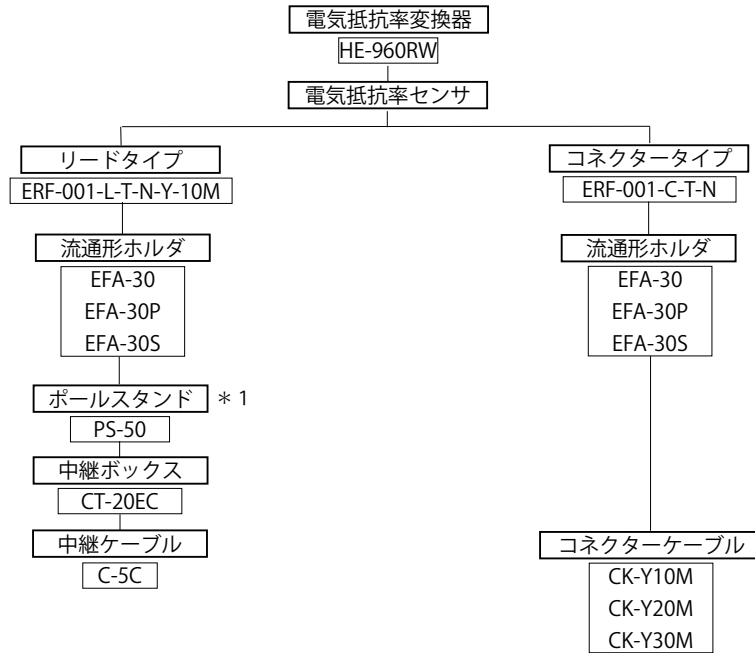 電気抵抗率変換器
HE-960RW
電気抵抗率センサ
リードタイプ
ERF-001-L-T-N-Y-10M
流通形ホルダ
EFA-30
EFA-30P
EFA-30S
ポールスタンド ＊1
PS-50
中継ボックス
CT-20EC
中継ケーブル
C-5C
コネクタータイプ
ERF-001-C-T-N
流通形ホルダ
EFA-30
EFA-30P
EFA-30S
コネクターケーブル
CK-Y10M
CK-Y20M
CK-Y30M